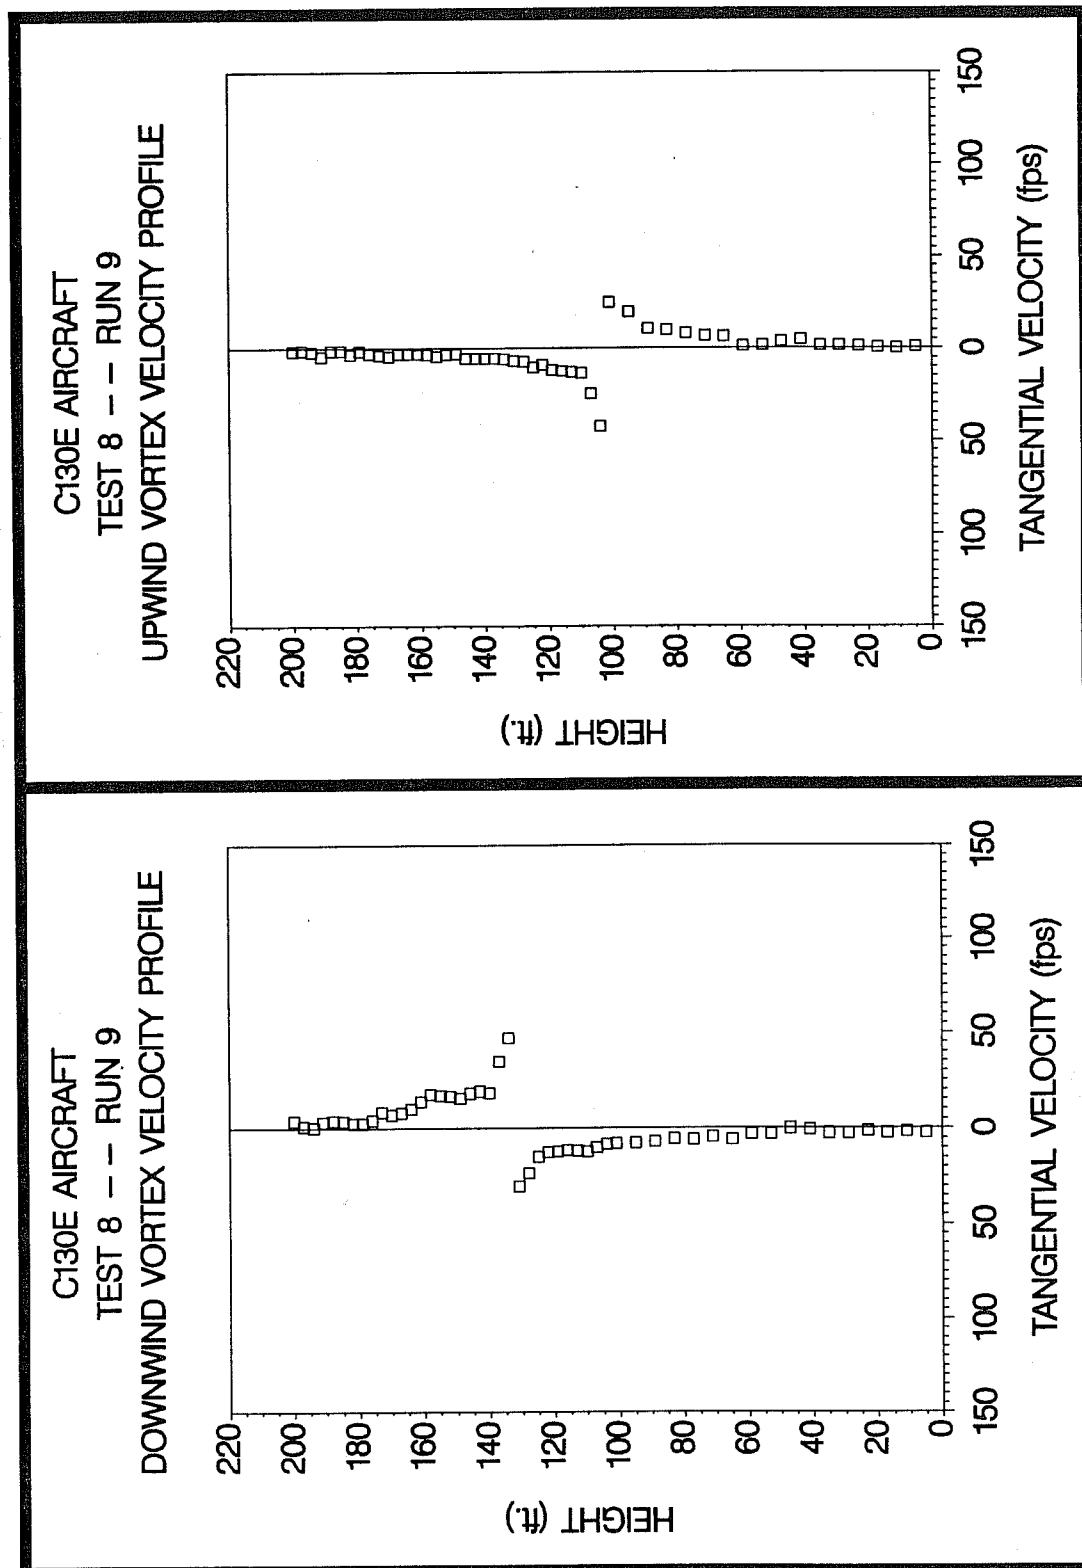 C130E AIRCRAFT
TEST 8 -- RUN 9
DOWNWIND VORTEX VELOCITY PROFILE
HEIGHT (ft.)
220
200
180
160
140
120
100
80
60
40
20
0
150 100 50 0 50 100 150
TANGENTIAL VELOCITY (fps)
C130E AIRCRAFT
TEST 8 -- RUN 9
UPWIND VORTEX VELOCITY PROFILE
HEIGHT (ft.)
220
200
180
160
140
120
100
80
60
40
20
0
150 100 50 0 50 100 150
TANGENTIAL VELOCITY (fps)